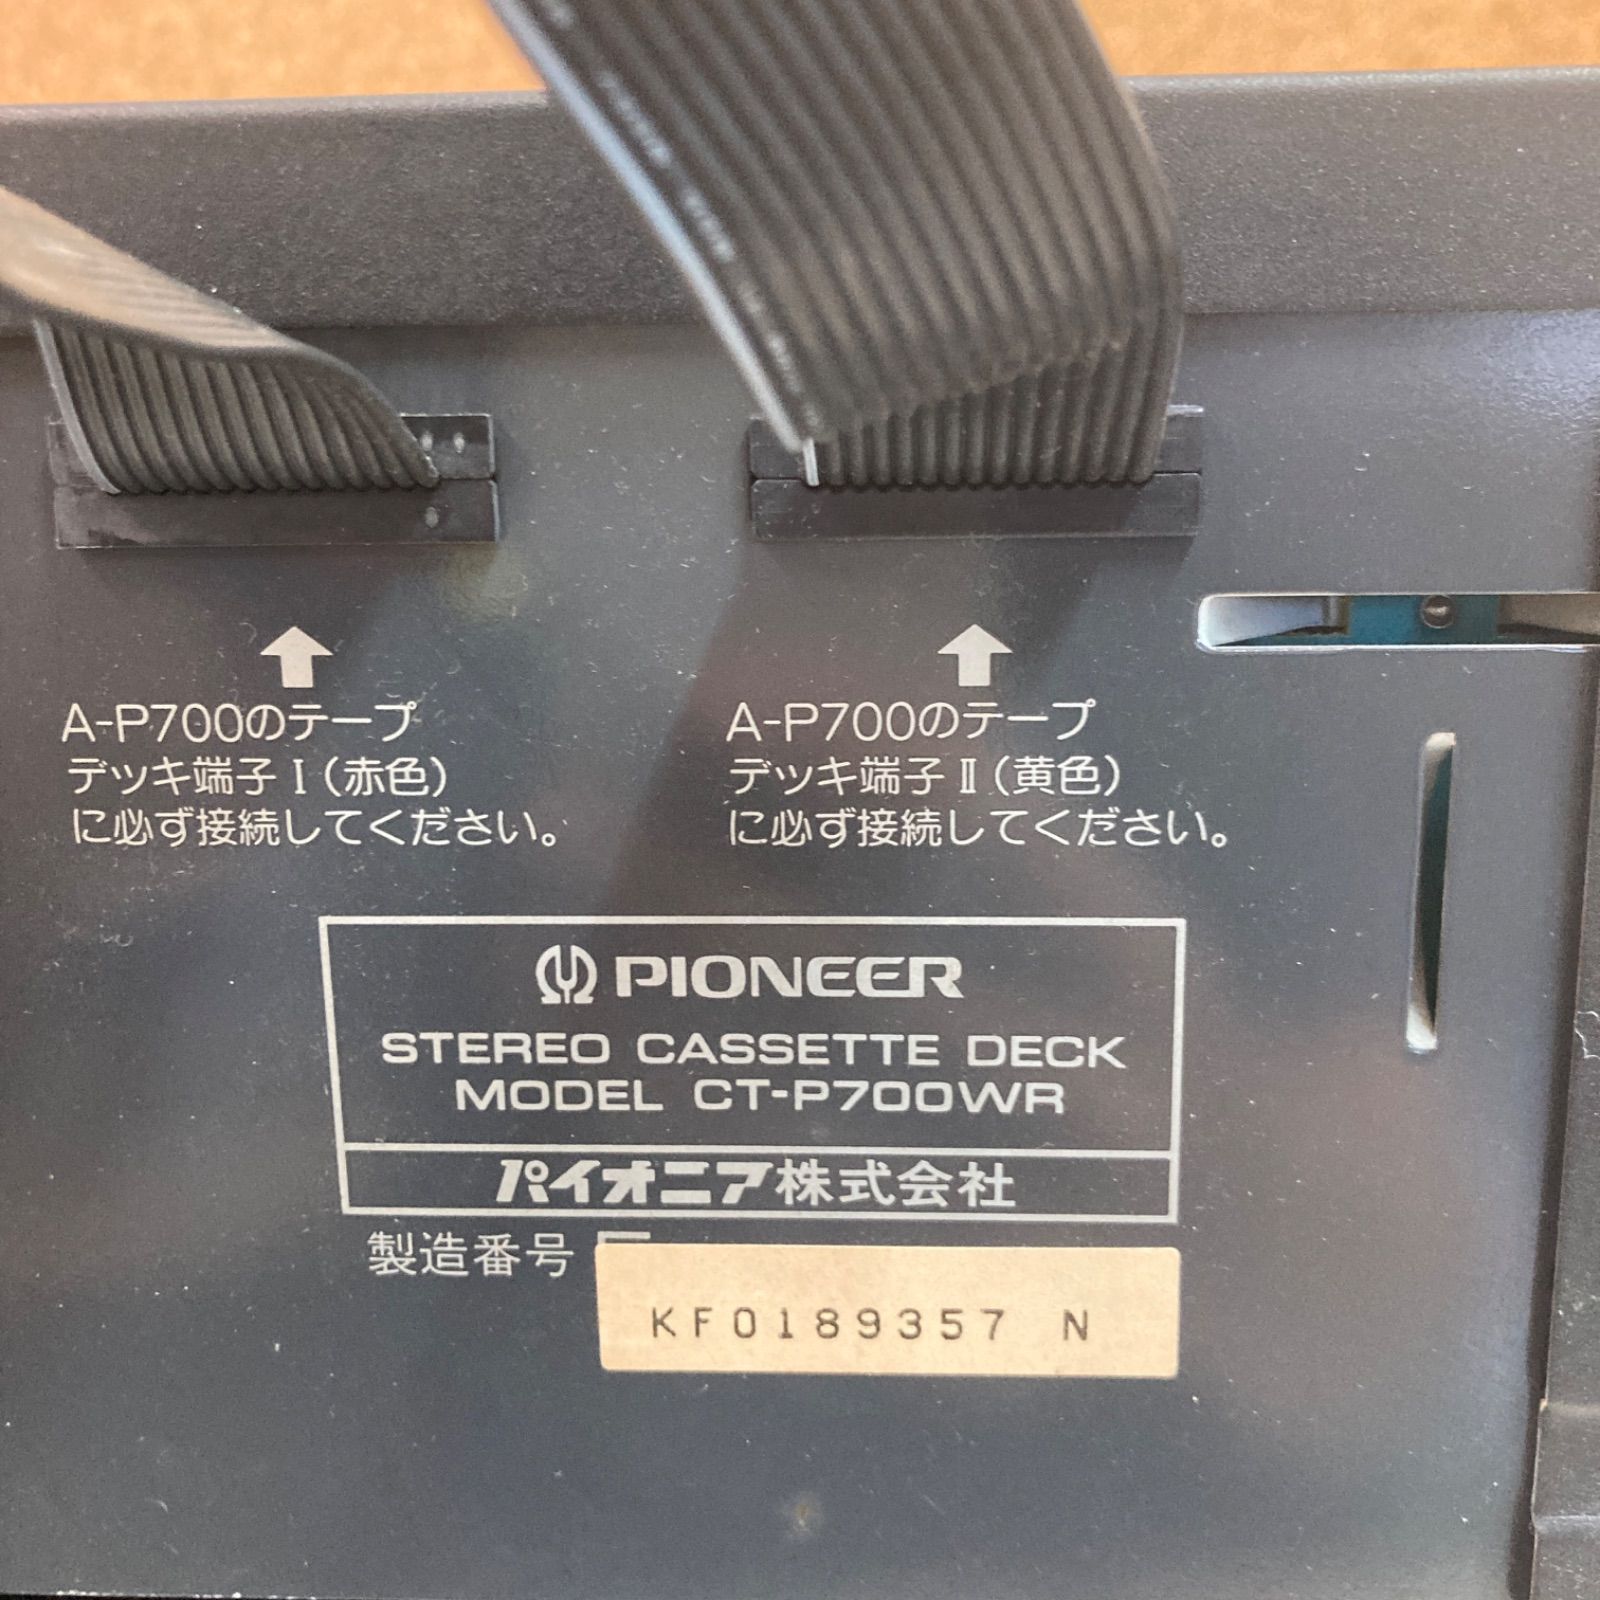 A-P700のテープ
デッキ端子Ⅰ(赤色)
に必ず接続してください。
A-P700のテープ
デッキ端子Ⅱ(黄色)
に必ず接続してください。
PIONEER
STEREO CASSETTE DECK
MODEL CT-P700WR
パイオニア株式会社
製造番号
KF0189357 N